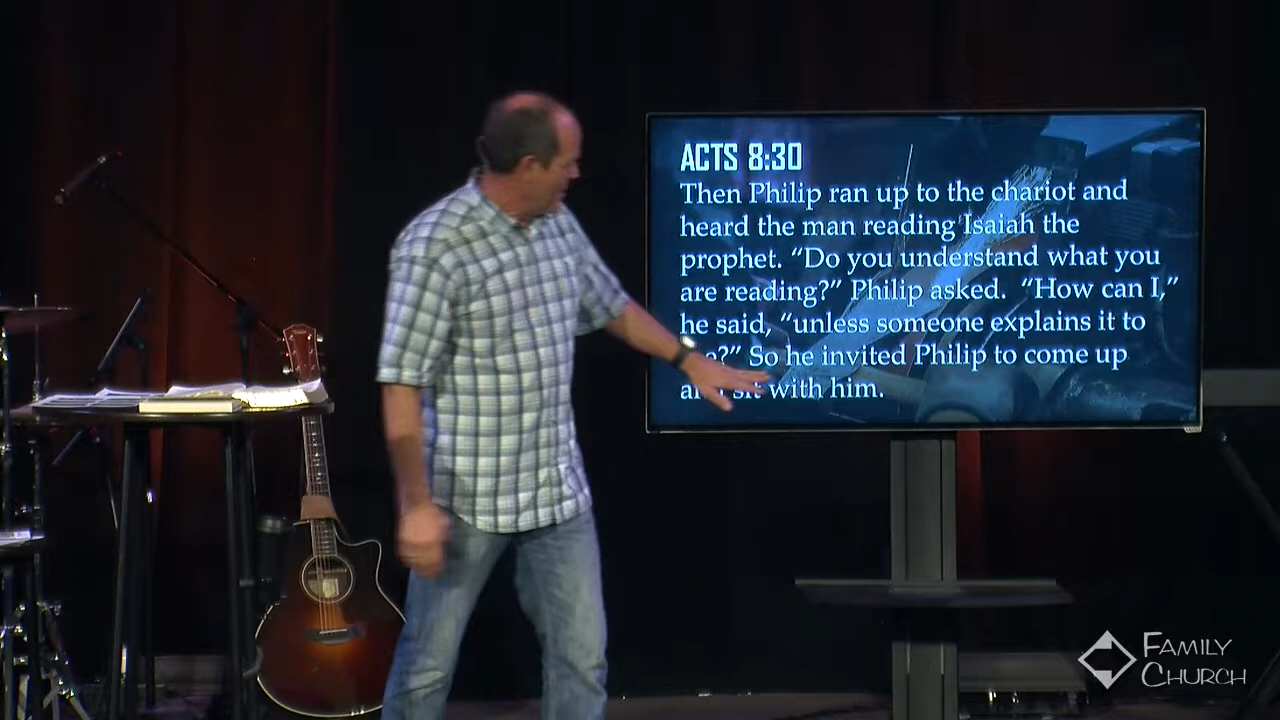 ACTS 8:30
Then Philip ran up to the chariot and
heard the man reading Isaiah the
prophet. “Do you understand what you
are reading?” Philip asked.  “How can I,”
he said, “unless someone explains it to
So he invited Philip to come up
sit with him.
FAMILY
CHURCH